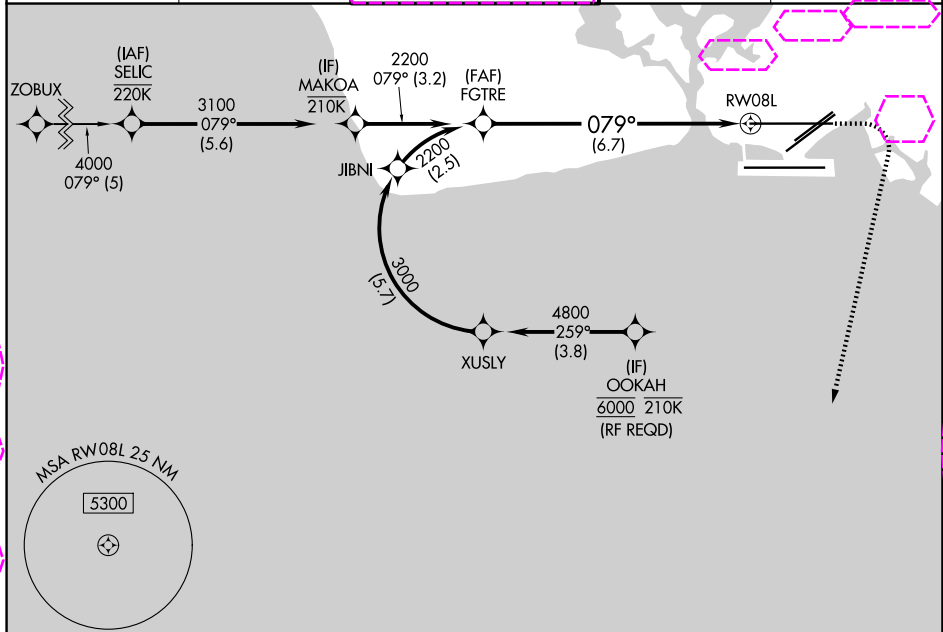 ZOBUX
(IAF)
SELIC
220K
4000
079° (5)
3100
079°
(5.6)
(IF)
MAKOA
210K
2200
079° (3.2)
(FAF)
FGTRE
079°
(6.7)
RW08L
JIBNI
2200
(2.5)
3000
(5.7)
XUSLY
4800
259°
(3.8)
(IF)
OOKAH
6000 210K
(RF REQD)
MSA RW08L 25 NM
5300